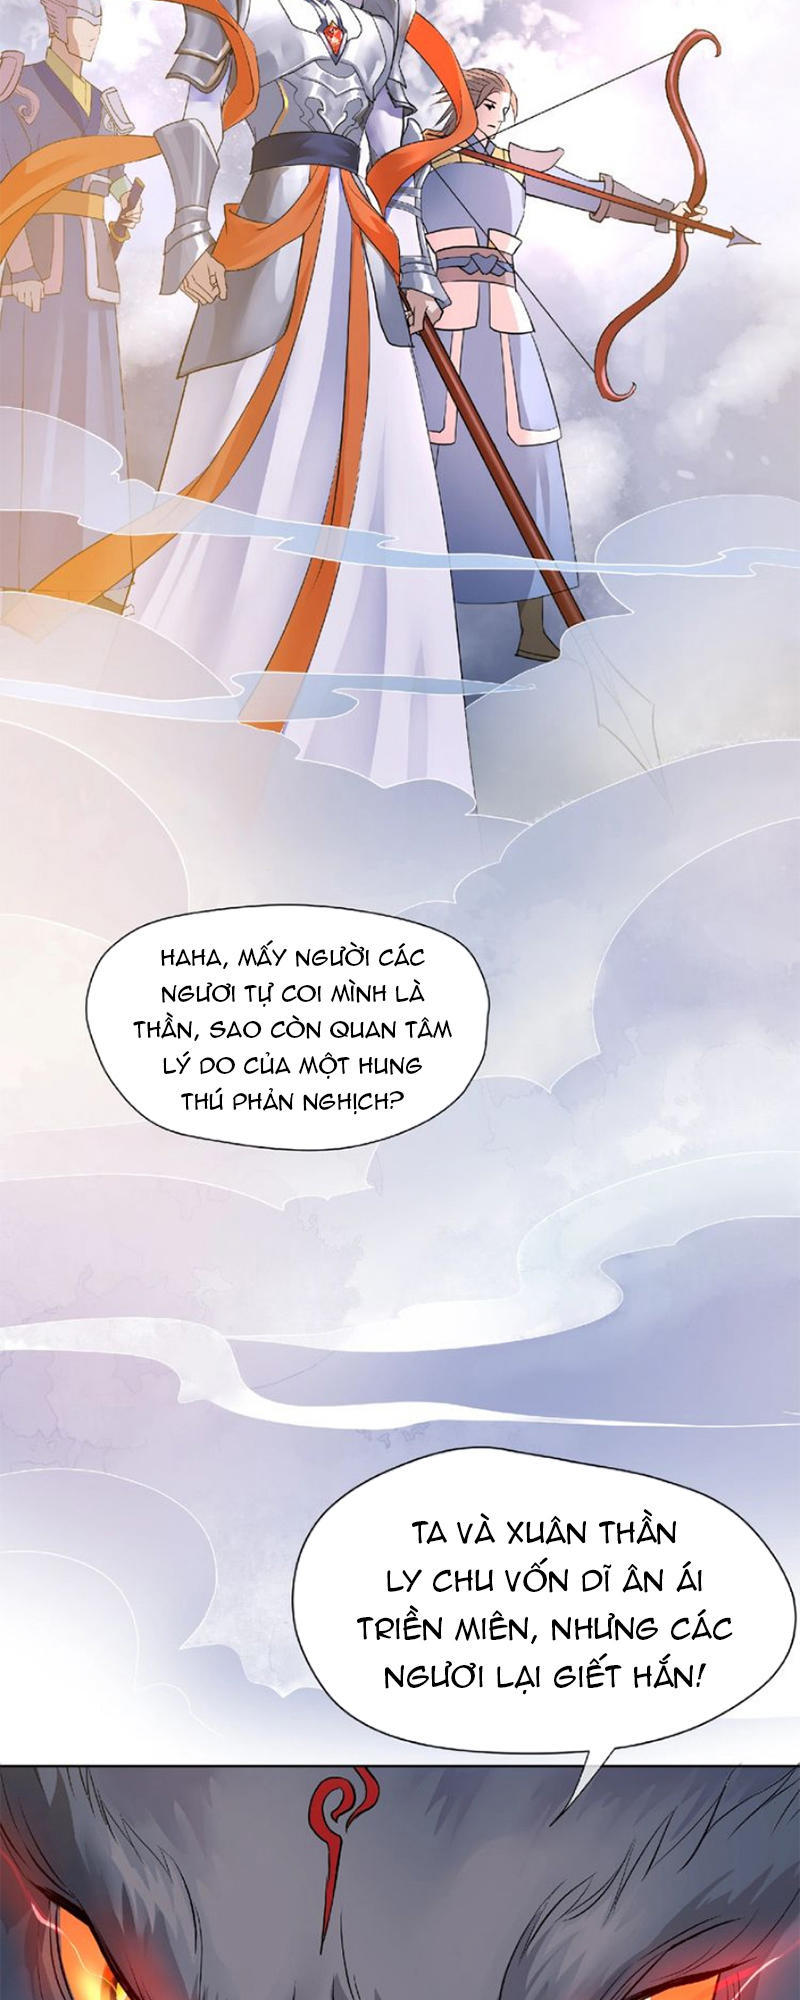 HAHA, MẤY NGƯỜI CÁC
NGƯƠI TỰ COI MÌNH LÀ
THẦN, SAO CÒN QUAN TÂM
LÝ DO CỦA MỘT HUNG
THÚ PHẢN NGHỊCH?
TA VÀ XUÂN THẦN
LY CHU VỐN DĨ ÂN ÁI
TRIỀN MIÊN, NHƯNG CÁC
NGƯƠI LẠI GIẾT HẮN!